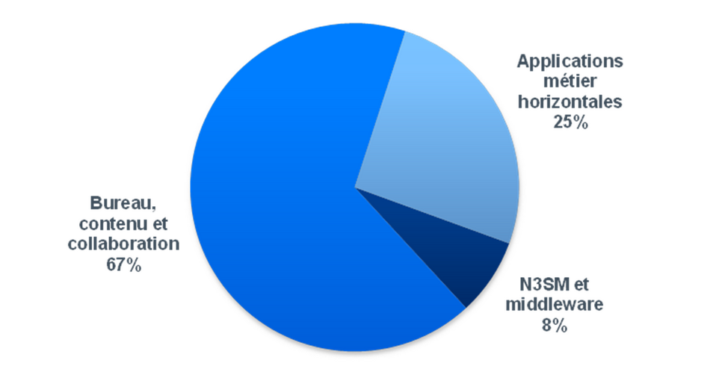 Applications
métier
horizontales
25%
Bureau,
contenu et
collaboration
67%
N3SM et
middleware
8%